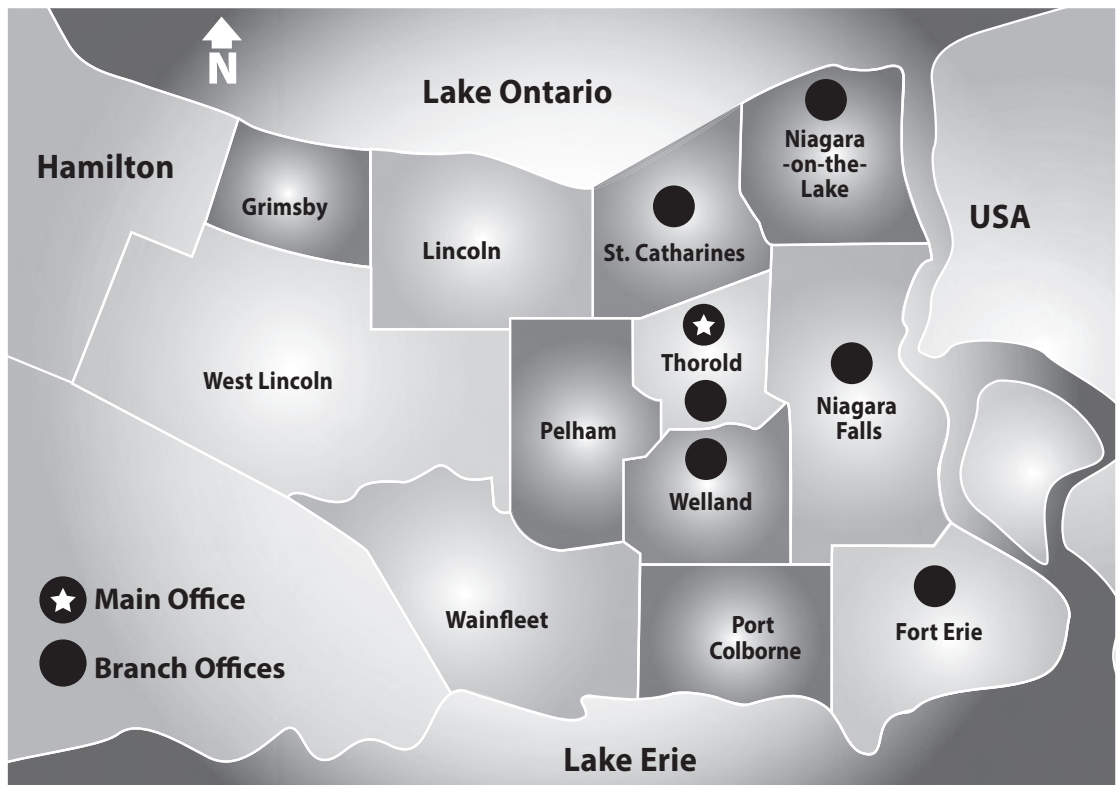 N
Lake Ontario
Hamilton
Niagara
-on-the-
Lake
Grimsby
USA
Lincoln
St. Catharines
Thorold
West Lincoln
Niagara
Falls
Pelham
Welland
Main Office
Wainfleet
Port
Colborne
Fort Erie
Branch Offices
Lake Erie